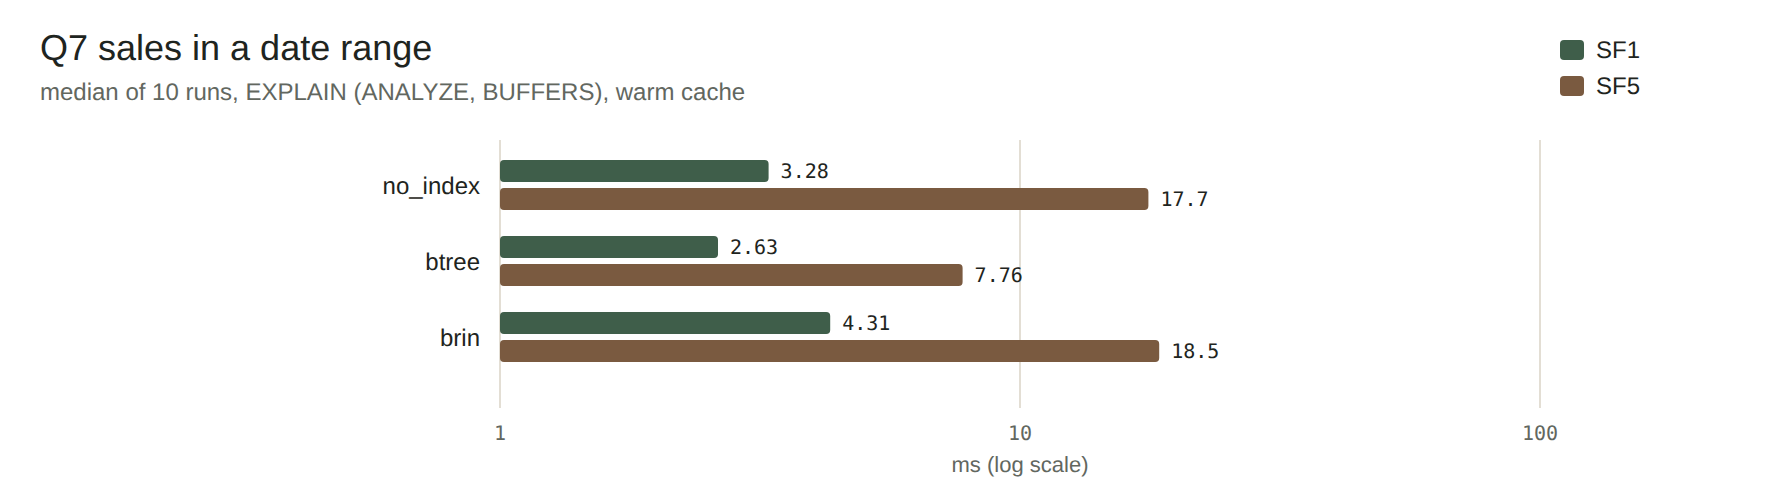 Q7 sales in a date range
median of 10 runs, EXPLAIN (ANALYZE, BUFFERS), warm cache
SF1
SF5
no_index
3.28
17.7
btree
2.63
7.76
brin
4.31
18.5
1 10 100
ms (log scale)